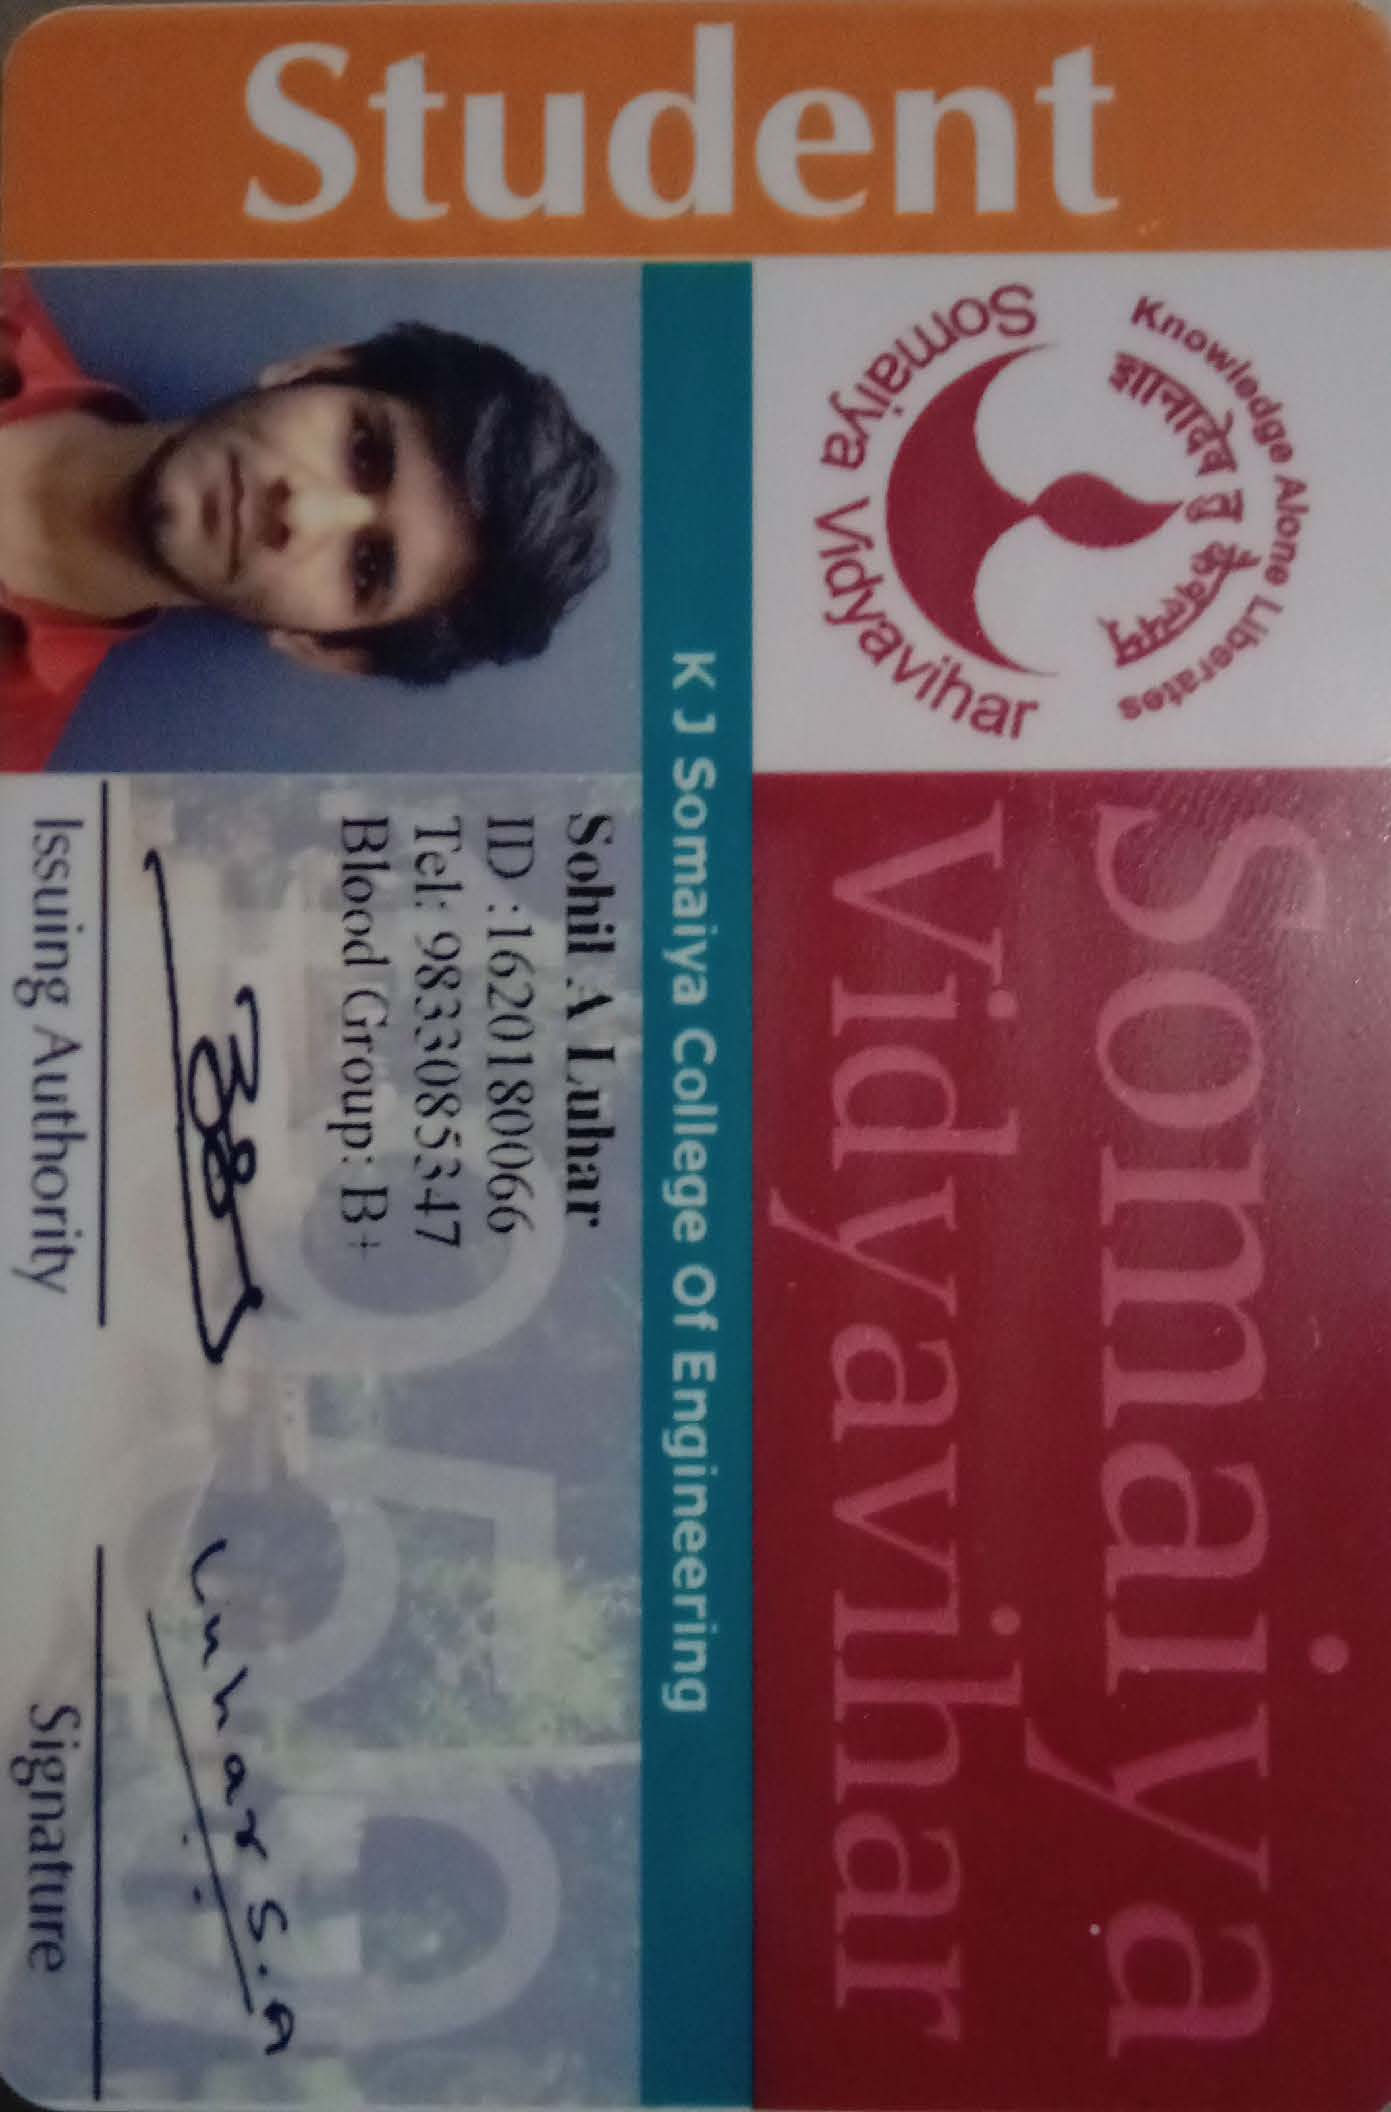 Student
Knowledge Alone Liberates
ज्ञानादेव तु कैवल्यम्
Somaiya Vidyavihar
Somaiya
Vidyavihar
K J Somaiya College Of Engineering
Sohil A Luhar
ID :1620180066
Tel: 9833085347
Blood Group: B+
Luhar S.A
Issuing Authority
Signature